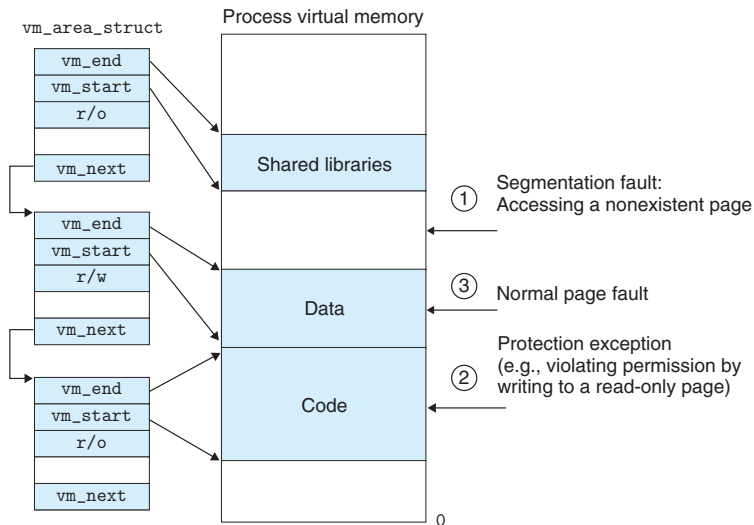 Process virtual memory
vm_area_struct
vm_end
vm_start
r/o
vm_next
vm_end
vm_start
r/w
vm_next
vm_end
vm_start
r/o
vm_next
Shared libraries
Data
Code
0
1
Segmentation fault:
Accessing a nonexistent page
3
Normal page fault
2
Protection exception
(e.g., violating permission by
writing to a read-only page)